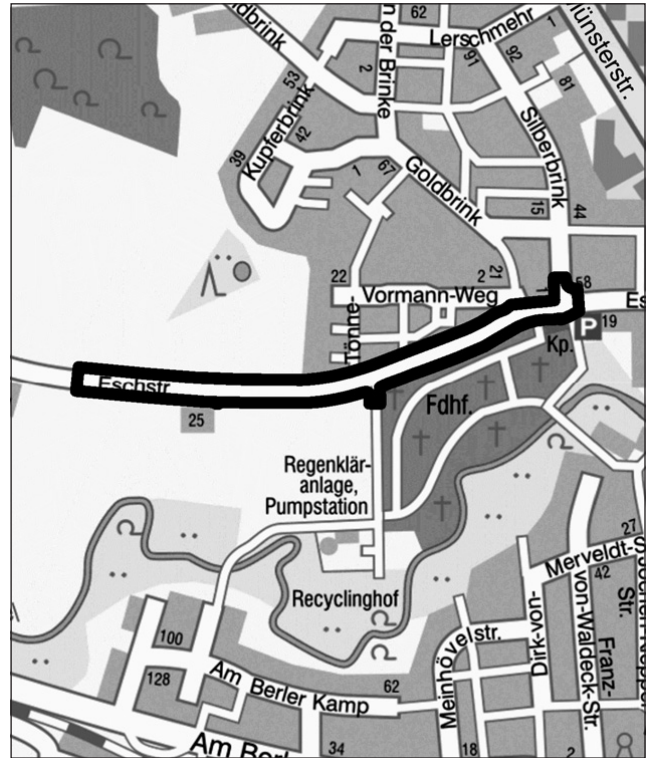 ldbrink
n der Brinke
62
Lerschmehr
1
Münsterstr.
91
92
81
2
53
Kupferbrink
42
39
1
67
Goldbrink
Silberbrink
15
44
22
Vormann-Weg
2
21
1
58
Es
Tönne-
P
19
Kp.
Eschstr.
25
Fdhf.
Regenklär-
anlage,
Pumpstation
Recyclinghof
27
Merveldt-S
42
Str.
100
128
Am Berler Kamp
62
Meinhövelstr.
Dirk-von-
Franz-
von-Waldeck-Str.
Am Berl
34
18
2